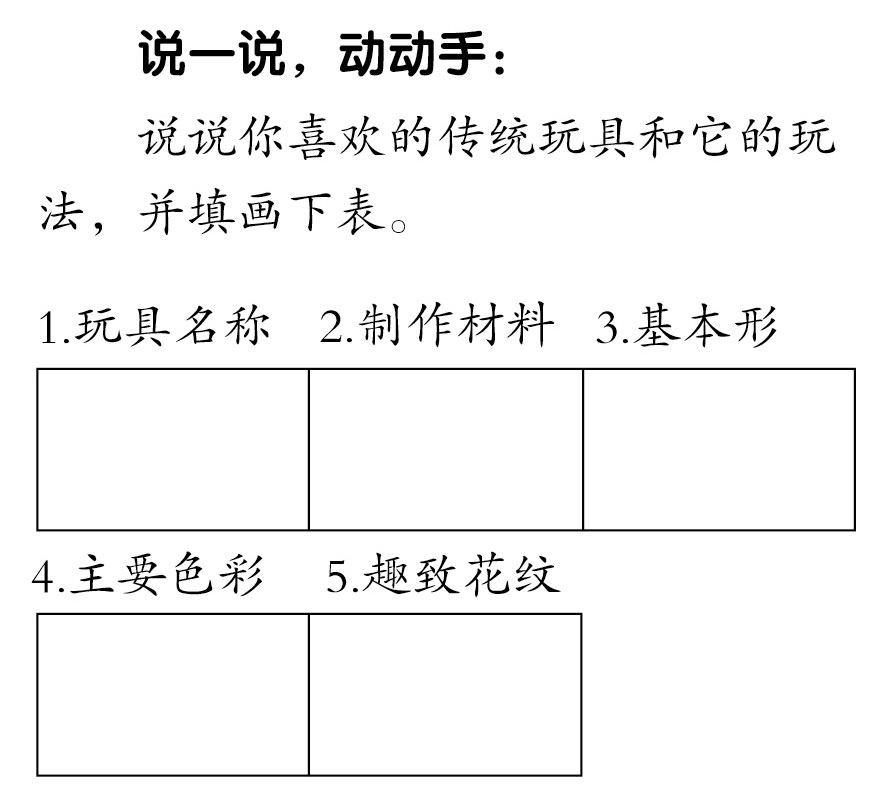 说一说，动动手：
说说你喜欢的传统玩具和它的玩
法，并填画下表。
1.玩具名称 2.制作材料 3.基本形
4.主要色彩 5.趣致花纹